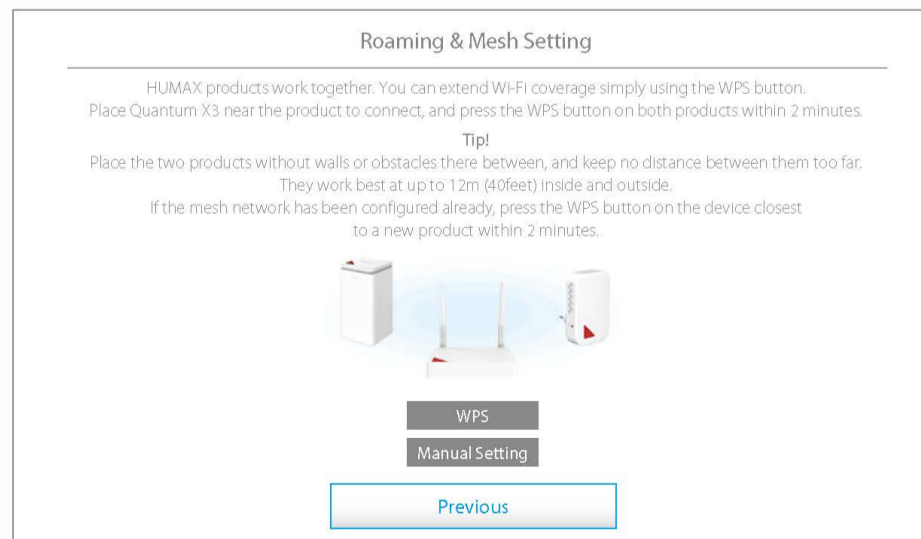 Roaming & Mesh Setting
HUMAX products work together. You can extend Wi-Fi coverage simply using the WPS button.
Place Quantum X3 near the product to connect, and press the WPS button on both products within 2 minutes.
Tip!
Place the two products without walls or obstacles there between, and keep no distance between them too far.
They work best at up to 12m (40feet) inside and outside.
If the mesh network has been configured already, press the WPS button on the device closest
to a new product within 2 minutes.
WPS
Manual Setting
Previous